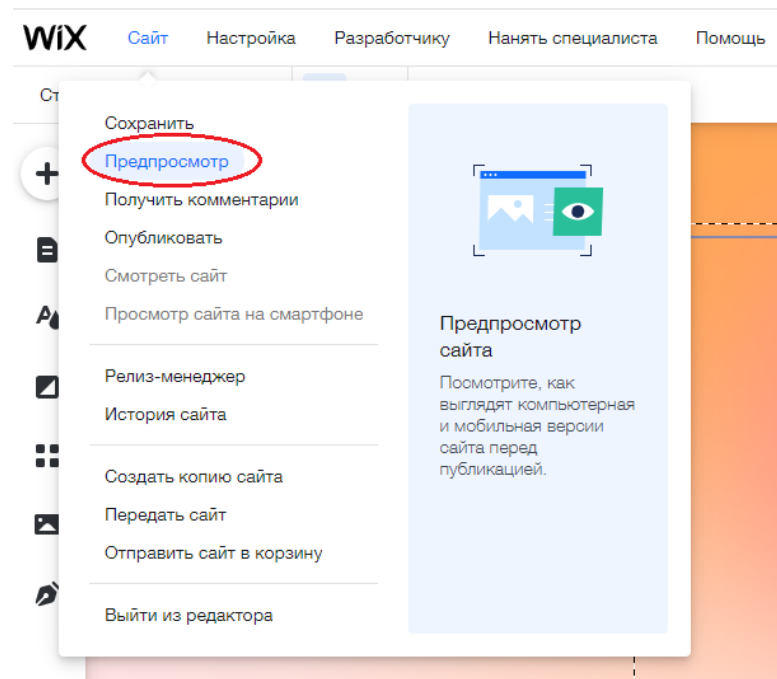 WiX Сайт Настройка Разработчику Нанять специалиста Помощь
Ст
Сохранить
Предпросмотр
Получить комментарии
Опубликовать
Смотреть сайт
Просмотр сайта на смартфоне
Релиз-менеджер
История сайта
Создать копию сайта
Передать сайт
Отправить сайт в корзину
Выйти из редактора
Предпросмотр
сайта
Посмотрите, как
выглядят компьютерная
и мобильная версии
сайта перед
публикацией.